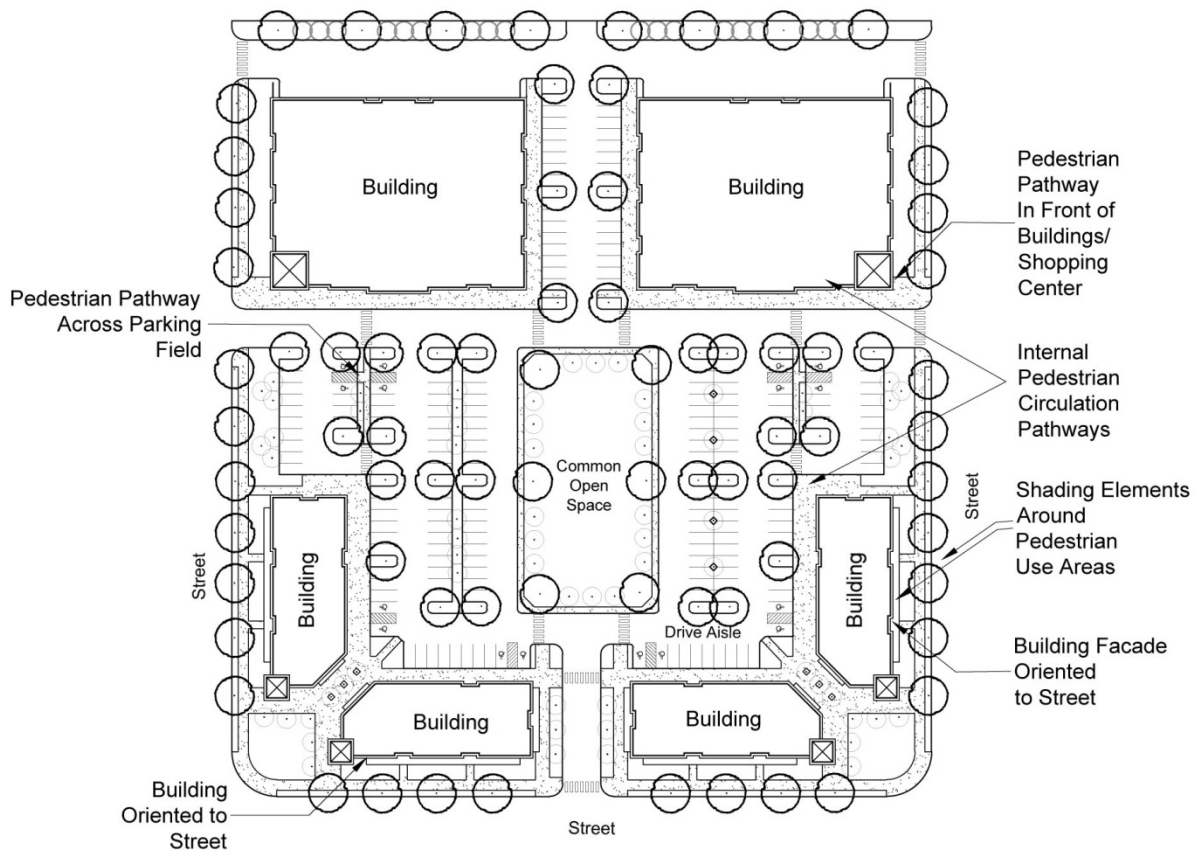 Building
Building
Pedestrian
Pathway
In Front of
Buildings/
Shopping
Center
Pedestrian Pathway
Across Parking
Field
Internal
Pedestrian
Circulation
Pathways
Common
Open
Space
Street
Shading Elements
Around
Pedestrian
Use Areas
Street
Building
Building
Drive Aisle
Building Facade
Oriented
to Street
Building
Building
Building
Oriented to
Street
Street